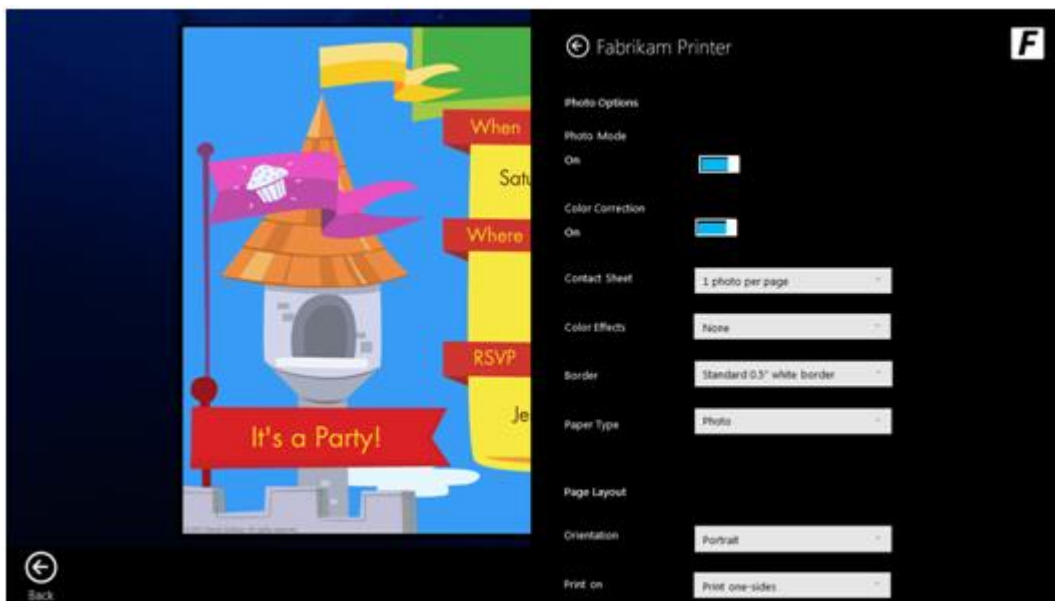 When
Satu
Where
RSVP
Je
It's a Party!
Back
Fabrikam Printer
F
Photo Options
Photo Mode
On
Color Correction
On
Contact Sheet
1 photo per page
Color Effects
None
Border
Standard 0.5" white border
Paper Type
Photo
Page Layout
Orientation
Portrait
Print on
Print one-sides